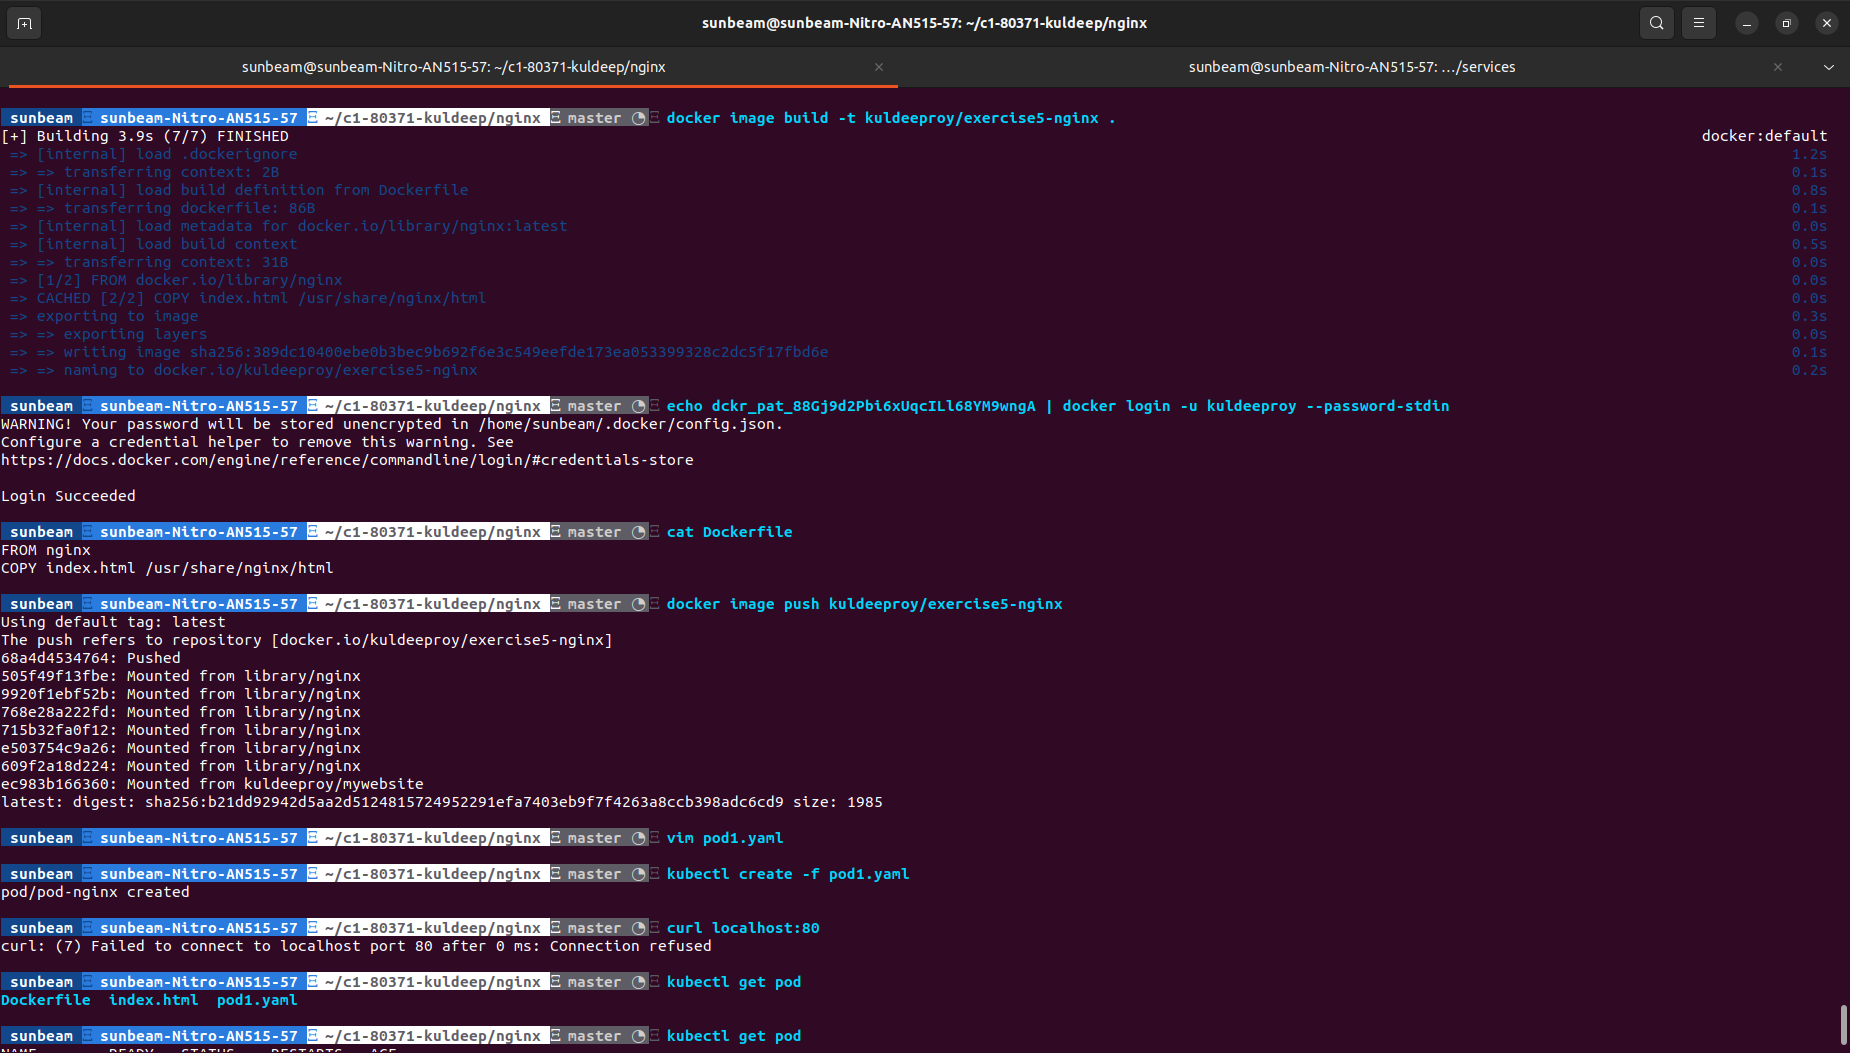 sunbeam@sunbeam-Nitro-AN515-57: ~/c1-80371-kuldeep/nginx
sunbeam@sunbeam-Nitro-AN515-57: ~/c1-80371-kuldeep/nginx × sunbeam@sunbeam-Nitro-AN515-57: .../services ×
sunbeam sunbeam-Nitro-AN515-57 ~/c1-80371-kuldeep/nginx master docker image build -t kuldeeproy/exercise5-nginx .
[+] Building 3.9s (7/7) FINISHED docker:default
=> [internal] load .dockerignore 1.2s
=> => transferring context: 2B 0.1s
=> [internal] load build definition from Dockerfile 0.8s
=> => transferring dockerfile: 86B 0.1s
=> [internal] load metadata for docker.io/library/nginx:latest 0.0s
=> [internal] load build context 0.5s
=> => transferring context: 31B 0.0s
=> [1/2] FROM docker.io/library/nginx 0.0s
=> CACHED [2/2] COPY index.html /usr/share/nginx/html 0.0s
=> exporting to image 0.3s
=> => exporting layers 0.0s
=> => writing image sha256:389dc10400ebe0b3bec9b692f6e3c549eefde173ea053399328c2dc5f17fbd6e 0.1s
=> => naming to docker.io/kuldeeproy/exercise5-nginx 0.2s
sunbeam sunbeam-Nitro-AN515-57 ~/c1-80371-kuldeep/nginx master echo dckr_pat_88Gj9d2Pbi6xUqcILl68YM9wngA | docker login -u kuldeeproy --password-stdin
WARNING! Your password will be stored unencrypted in /home/sunbeam/.docker/config.json.
Configure a credential helper to remove this warning. See
https://docs.docker.com/engine/reference/commandline/login/#credentials-store
Login Succeeded
sunbeam sunbeam-Nitro-AN515-57 ~/c1-80371-kuldeep/nginx master cat Dockerfile
FROM nginx
COPY index.html /usr/share/nginx/html
sunbeam sunbeam-Nitro-AN515-57 ~/c1-80371-kuldeep/nginx master docker image push kuldeeproy/exercise5-nginx
Using default tag: latest
The push refers to repository [docker.io/kuldeeproy/exercise5-nginx]
68a4d4534764: Pushed
505f49f13fbe: Mounted from library/nginx
9920f1ebf52b: Mounted from library/nginx
768e28a222fd: Mounted from library/nginx
715b32fa0f12: Mounted from library/nginx
e503754c9a26: Mounted from library/nginx
609f2a18d224: Mounted from library/nginx
ec983b166360: Mounted from kuldeeproy/mywebsite
latest: digest: sha256:b21dd92942d5aa2d5124815724952291efa7403eb9f7f4263a8ccb398adc6cd9 size: 1985
sunbeam sunbeam-Nitro-AN515-57 ~/c1-80371-kuldeep/nginx master vim pod1.yaml
sunbeam sunbeam-Nitro-AN515-57 ~/c1-80371-kuldeep/nginx master kubectl create -f pod1.yaml
pod/pod-nginx created
sunbeam sunbeam-Nitro-AN515-57 ~/c1-80371-kuldeep/nginx master curl localhost:80
curl: (7) Failed to connect to localhost port 80 after 0 ms: Connection refused
sunbeam sunbeam-Nitro-AN515-57 ~/c1-80371-kuldeep/nginx master kubectl get pod
Dockerfile index.html pod1.yaml
sunbeam sunbeam-Nitro-AN515-57 ~/c1-80371-kuldeep/nginx master kubectl get pod
NAME READY STATUS RESTARTS AGE